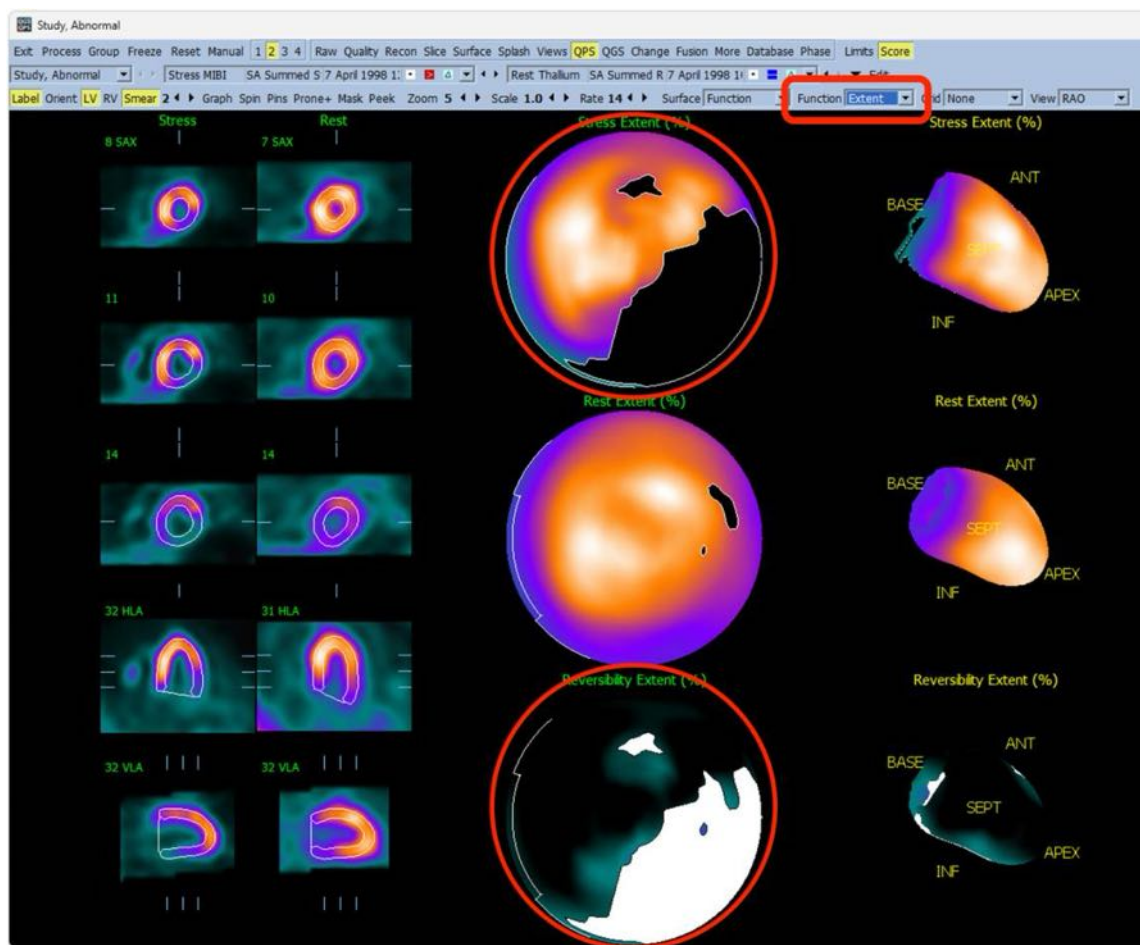 Study, Abnormal
Exit Process Group Freeze Reset Manual 1 2 3 4 Raw Quality Recon Slice Surface Splash Views QPS QGS Change Fusion More Database Phase Limits Score
Study, Abnormal Stress MIBI SA Summed S 7 April 1998 Rest Thallium SA Summed R 7 April 1998 Edit
Label Orient LV RV Smear 2 Graph Spin Pins Prone+ Mask Peek Zoom 5 Scale 1.0 Rate 14 Surface Function Function Extent None View RAO
Stress Rest Stress Extent (%) Stress Extent (%)
8 SAX 7 SAX
ANT
BASE
SEPT
APEX
INF
11 10
Rest Extent (%) Rest Extent (%)
14 14
ANT
BASE
SEPT
APEX
INF
32 HLA 31 HLA
Reversiblity Extent (%) Reversiblity Extent (%)
ANT
BASE
32 VLA 32 VLA
SEPT
APEX
INF